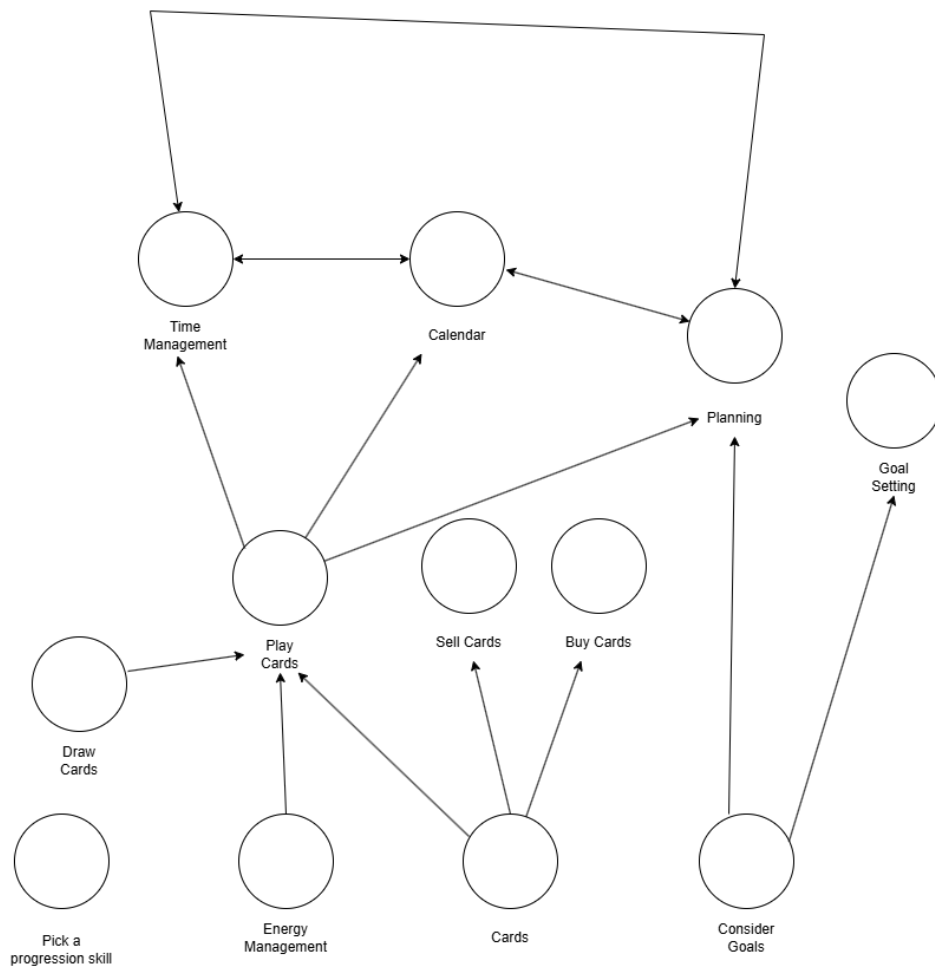 Time
Management
Calendar
Planning
Goal
Setting
Play
Cards
Sell Cards
Buy Cards
Draw
Cards
Pick a
progression skill
Energy
Management
Cards
Consider
Goals